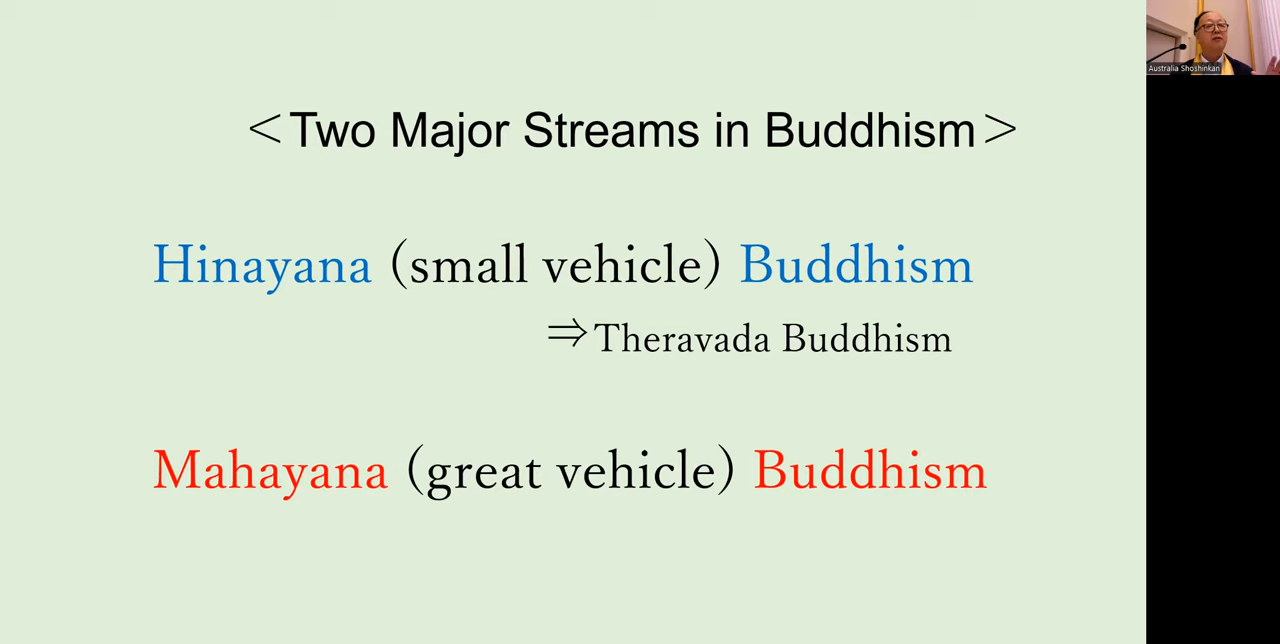 ＜Two Major Streams in Buddhism＞
Hinayana (small vehicle) Buddhism
⇒Theravada Buddhism
Mahayana (great vehicle) Buddhism
Australia Shoshinkan